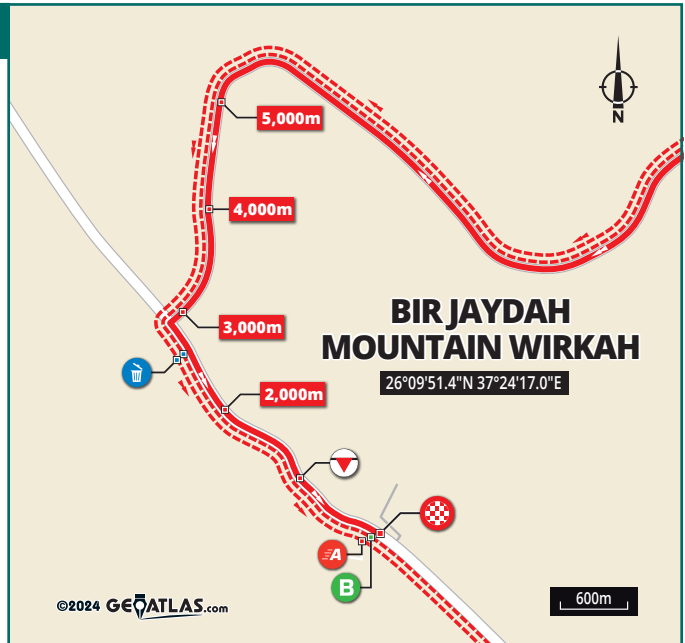 5,000m
N
4,000m
BIR JAYDAH
3,000m
MOUNTAIN WIRKAH
26°09'51.4"N 37°24'17.0"E
2,000m
A
B
600m
©2024 GEOATLAS.com